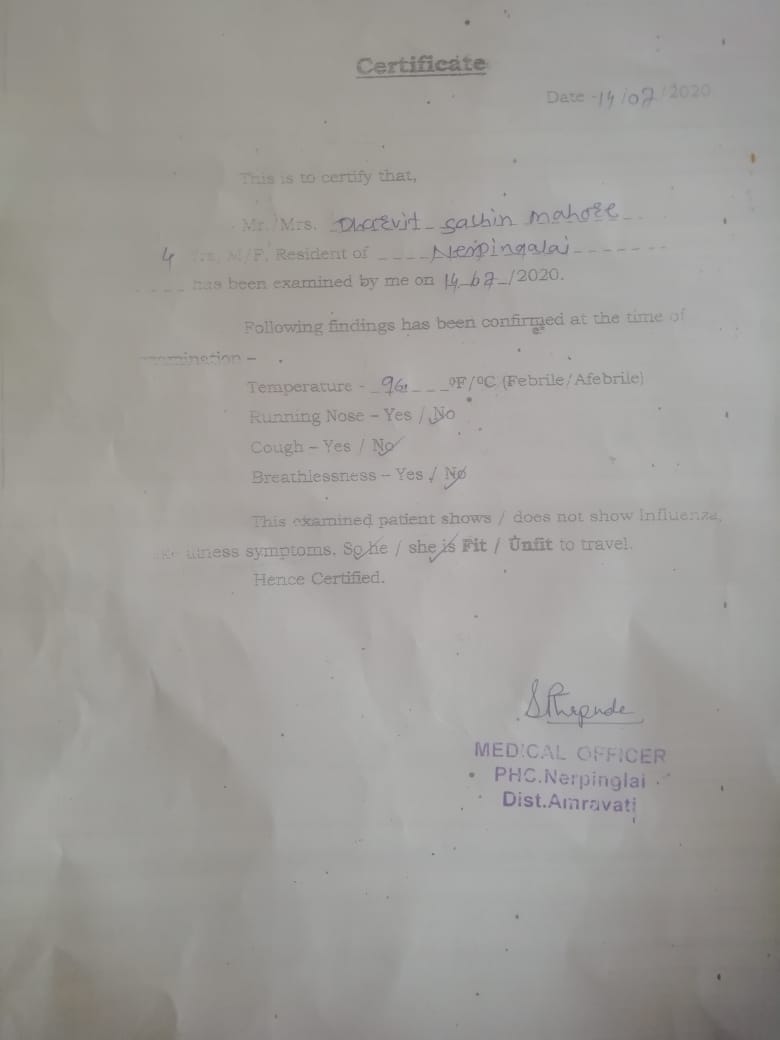 Certificate
Date -14/07/2020
This is to certify that,
Mr./Mrs. Sachin Mahore
4 Yrs, M/F, Resident of Nerpingalai
has been examined by me on 14/07/2020.
Following findings has been confirmed at the time of
examination –
Temperature - 96 ºF/ºC (Febrile/Afebrile)
Running Nose – Yes / No
Cough – Yes / No
Breathlessness – Yes / No
This examined patient shows / does not show Influenza,
like illness symptoms. So he / she is Fit / Unfit to travel.
Hence Certified.
MEDICAL OFFICER
PHC.Nerpinglai
Dist.Amravati